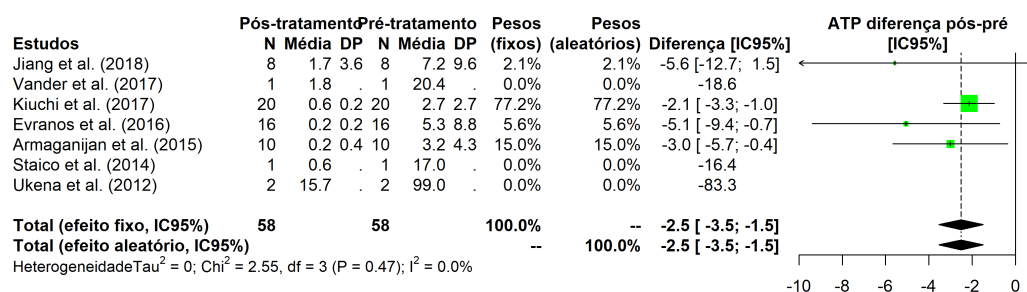 Pós-tratamento Pré-tratamento Pesos Pesos ATP diferença pós-pré
Estudos N Média DP N Média DP (fixos) (aleatórios) Diferença [IC95%] [IC95%]
Jiang et al. (2018) 8 1.7 3.6 8 7.2 9.6 2.1% 2.1% -5.6 [-12.7; 1.5]
Vander et al. (2017) 1 1.8 . 1 20.4 . 0.0% 0.0% -18.6
Kiuchi et al. (2017) 20 0.6 0.2 20 2.7 2.7 77.2% 77.2% -2.1 [ -3.3; -1.0]
Evranos et al. (2016) 16 0.2 0.2 16 5.3 8.8 5.6% 5.6% -5.1 [ -9.4; -0.7]
Armaganijan et al. (2015) 10 0.2 0.4 10 3.2 4.3 15.0% 15.0% -3.0 [ -5.7; -0.4]
Staico et al. (2014) 1 0.6 . 1 17.0 . 0.0% 0.0% -16.4
Ukena et al. (2012) 2 15.7 . 2 99.0 . 0.0% 0.0% -83.3
Total (efeito fixo, IC95%) 58 58 100.0% -- -2.5 [ -3.5; -1.5]
Total (efeito aleatório, IC95%) -- 100.0% -2.5 [ -3.5; -1.5]
HeterogeneidadeTau² = 0; Chi² = 2.55, df = 3 (P = 0.47); I² = 0.0%
-10 -8 -6 -4 -2 0